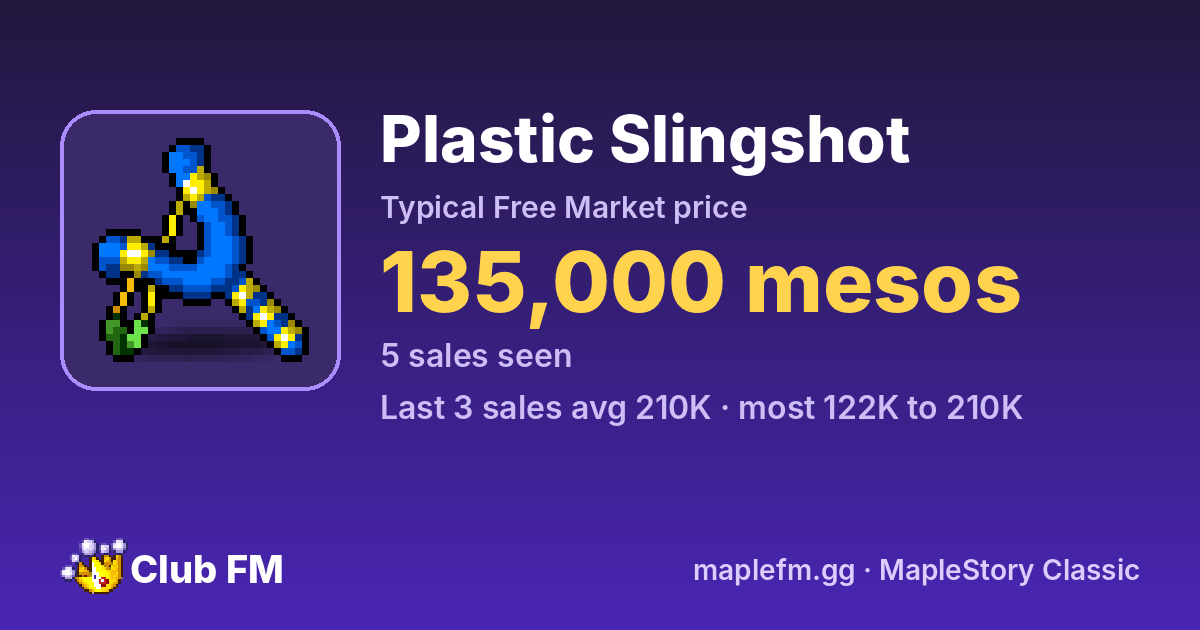 Plastic Slingshot
Typical Free Market price
135,000 mesos
5 sales seen
Last 3 sales avg 210K · most 122K to 210K
Club FM
maplefm.gg · MapleStory Classic